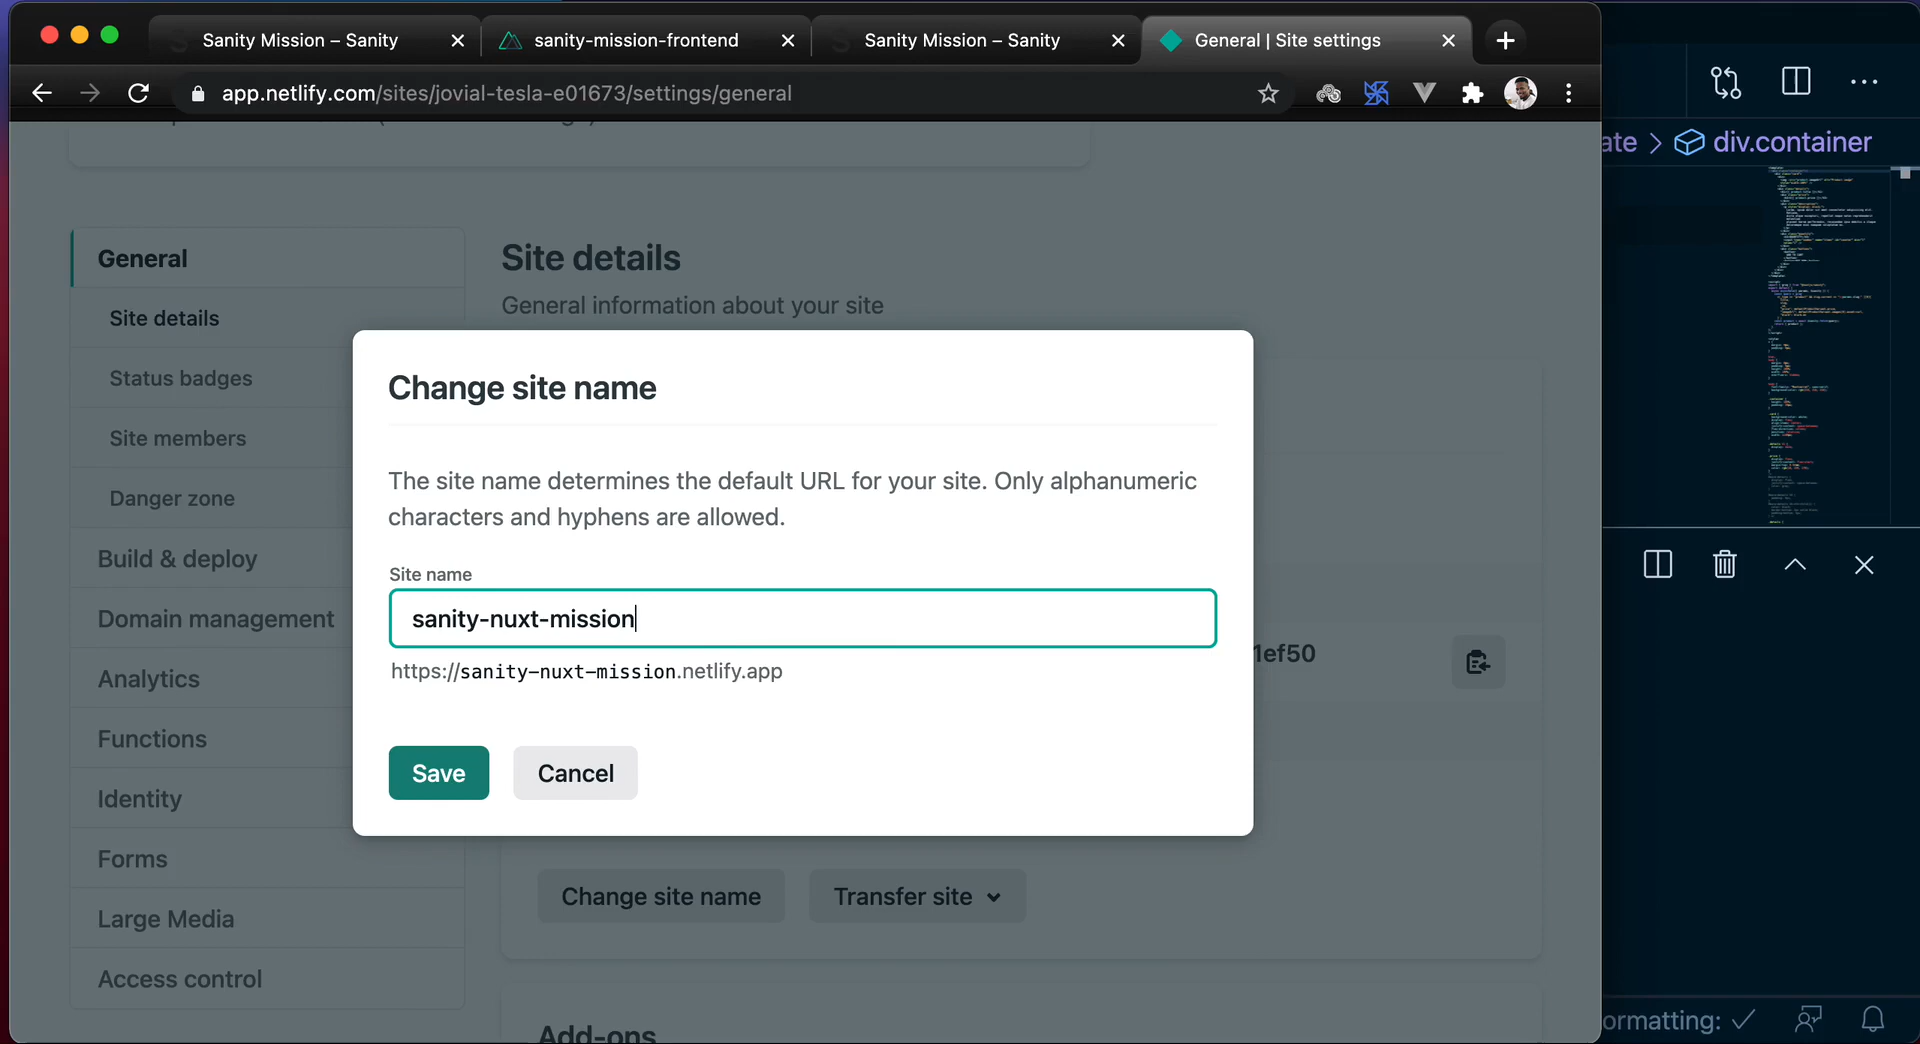 Sanity Mission – Sanity
sanity-mission-frontend
Sanity Mission – Sanity
General | Site settings
app.netlify.com/sites/jovial-tesla-e01673/settings/general
div.container
General
Site details
Status badges
Site members
Danger zone
Build & deploy
Domain management
Analytics
Functions
Identity
Forms
Large Media
Access control
Site details
General information about your site
Change site name
The site name determines the default URL for your site. Only alphanumeric
characters and hyphens are allowed.
Site name
sanity-nuxt-mission
https://sanity-nuxt-mission.netlify.app
1ef50
Save
Cancel
Change site name
Transfer site
Add-ons
ormatting: